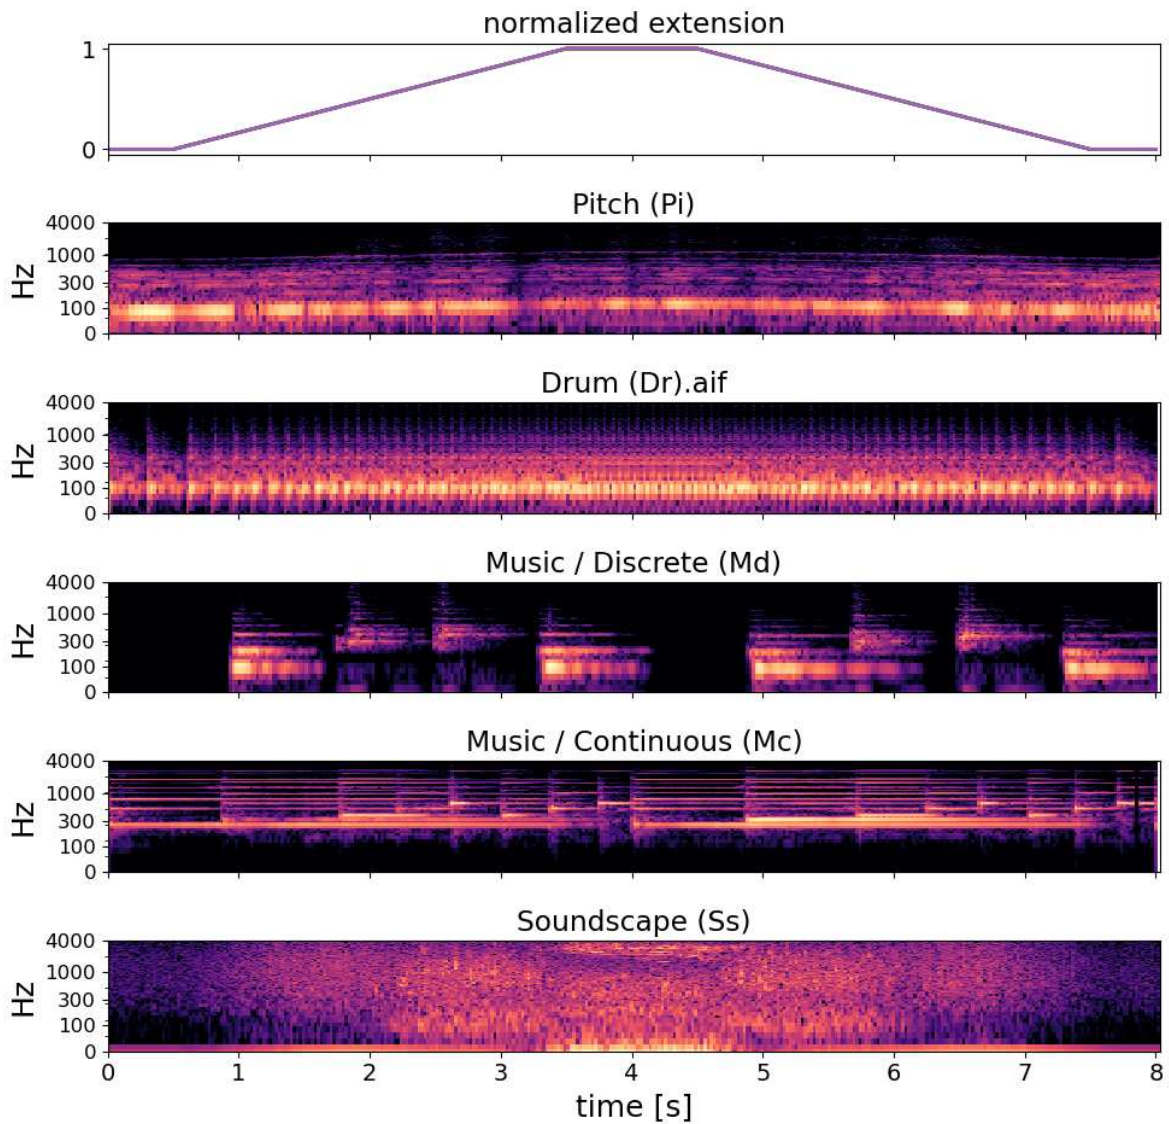 normalized extension
1
0
Pitch (Pi)
Hz
4000
1000
300
100
0
Drum (Dr).aif
Hz
4000
1000
300
100
0
Music / Discrete (Md)
Hz
4000
1000
300
100
0
Music / Continuous (Mc)
Hz
4000
1000
300
100
0
Soundscape (Ss)
Hz
4000
1000
300
100
0
0 1 2 3 4 5 6 7 8
time [s]